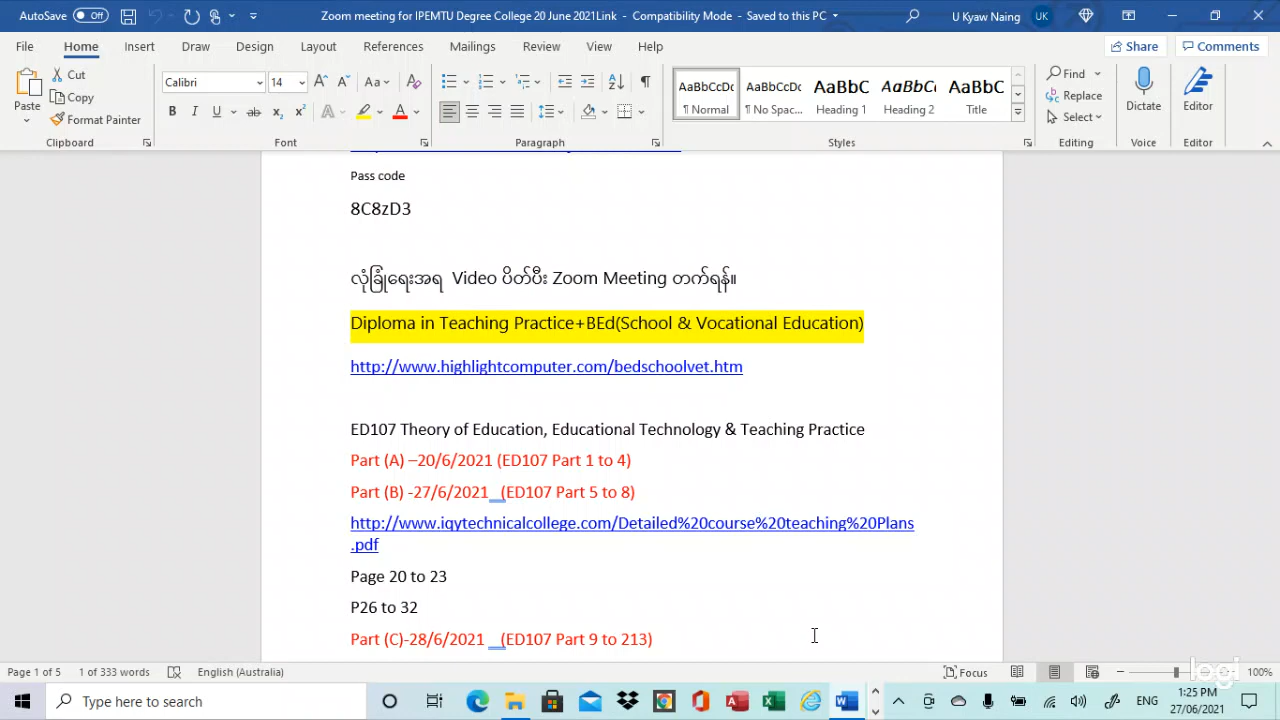 AutoSave Off
Zoom meeting for IPEMTU Degree College 20 June 2021Link - Compatibility Mode - Saved to this PC
U Kyaw Naing UK
File Home Insert Draw Design Layout References Mailings Review View Help Share Comments
Paste Cut Copy Format Painter
Calibri 14
AaBbCcDc AaBbCcDc AaBbC AaBbC AaBbC
¶ Normal ¶ No Spac... Heading 1 Heading 2 Title
Find Replace Select
Dictate Editor
Clipboard Font Paragraph Styles Editing Voice Editor
Pass code
8C8zD3
လုံခြုံရေးအရ Video ပိတ်ပီး Zoom Meeting တက်ရန်။
Diploma in Teaching Practice+BEd(School & Vocational Education)
http://www.highlightcomputer.com/bedschoolvet.htm
ED107 Theory of Education, Educational Technology & Teaching Practice
Part (A) –20/6/2021 (ED107 Part 1 to 4)
Part (B) -27/6/2021 (ED107 Part 5 to 8)
http://www.iqytechnicalcollege.com/Detailed%20course%20teaching%20Plans
.pdf
Page 20 to 23
P26 to 32
Part (C)-28/6/2021 (ED107 Part 9 to 213)
Page 1 of 5 1 of 333 words English (Australia) Focus 100%
logi
Type here to search
ENG 1:25 PM
27/06/2021